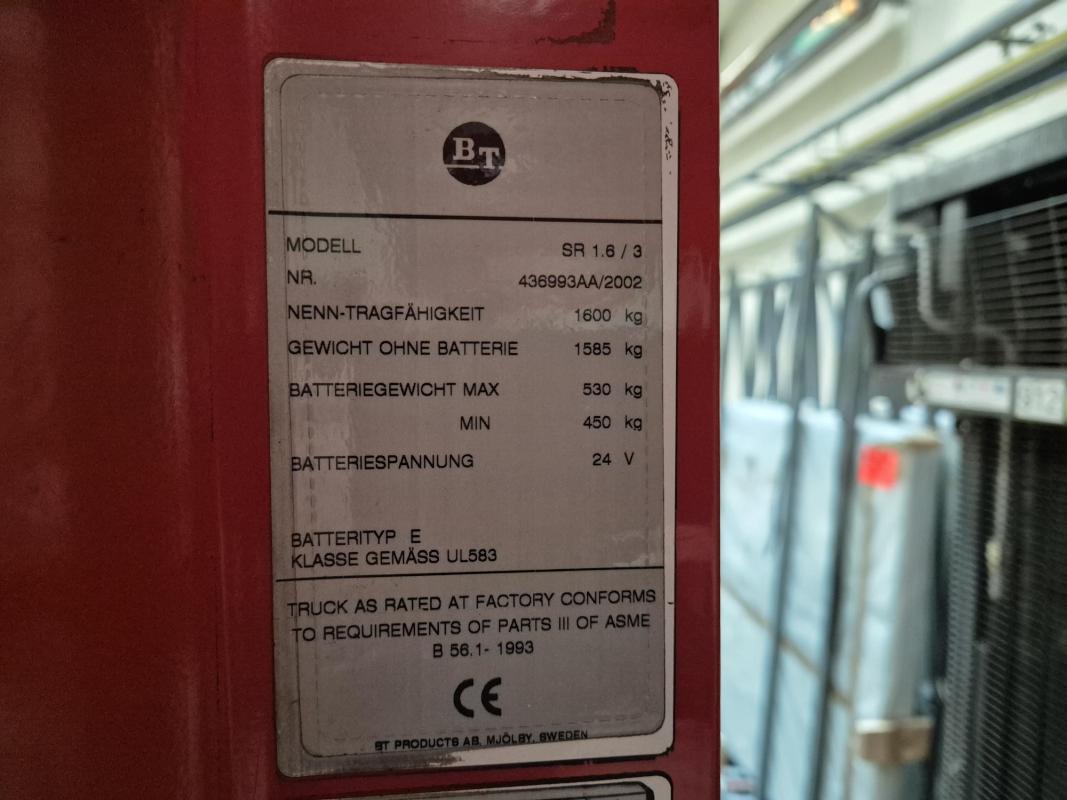 BT
MODELL SR 1.6 / 3
NR. 436993AA/2002
NENN-TRAGFÄHIGKEIT 1600 kg
GEWICHT OHNE BATTERIE 1585 kg
BATTERIEGEWICHT MAX 530 kg
MIN 450 kg
BATTERIESPANNUNG 24 V
BATTERITYP E
KLASSE GEMÄSS UL583
TRUCK AS RATED AT FACTORY CONFORMS
TO REQUIREMENTS OF PARTS III OF ASME
B 56.1- 1993
CE
BT PRODUCTS AB, MJÖLBY, SWEDEN